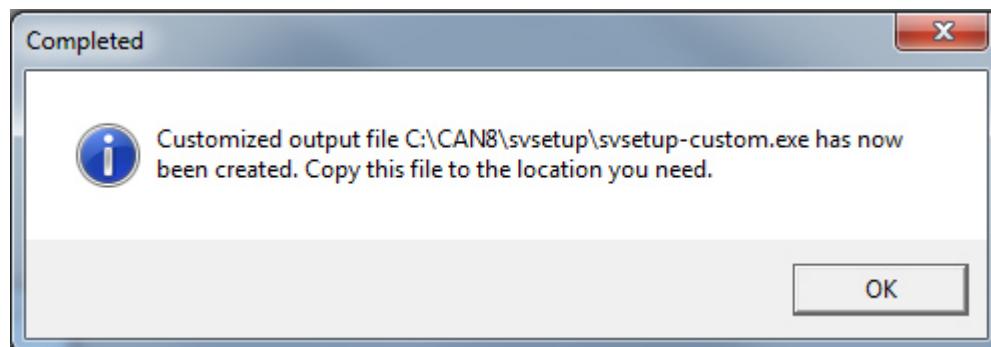 Completed
Customized output file C:\CAN8\svsetup\svsetup-custom.exe has now
been created. Copy this file to the location you need.
OK